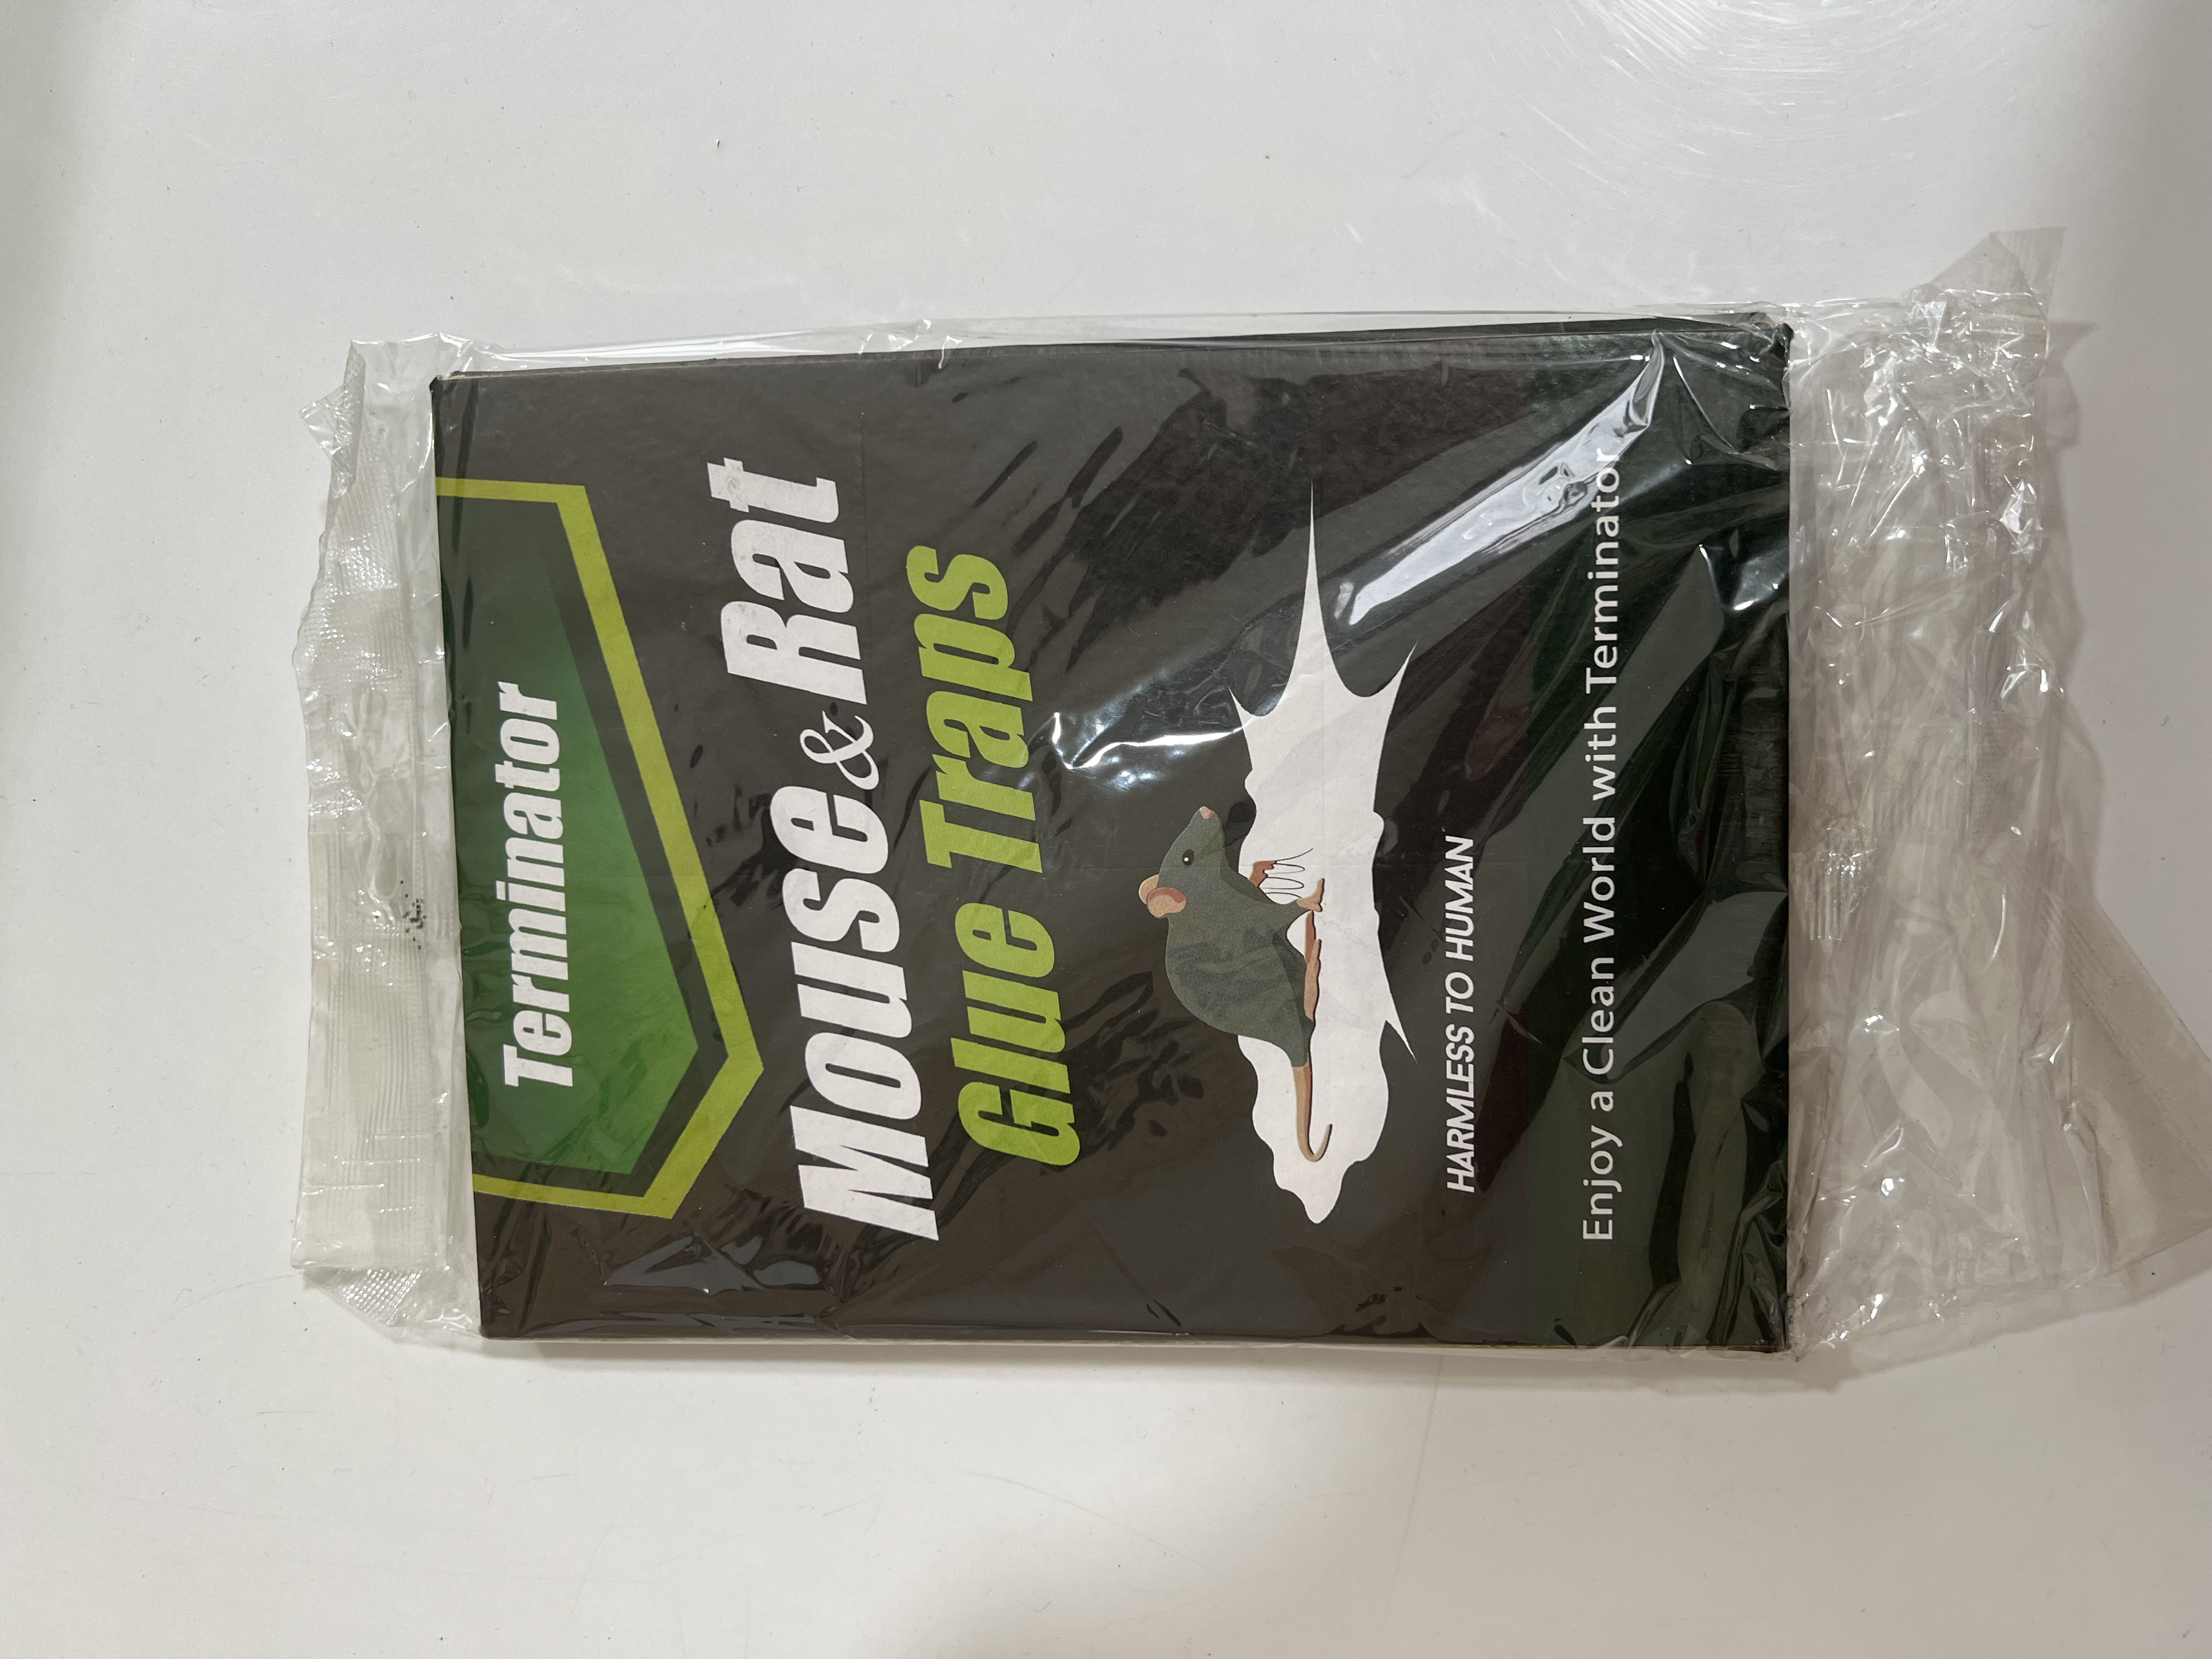 Terminator
Mouse & Rat
Glue Traps
HARMLESS TO HUMAN
Enjoy a Clean World with Terminator